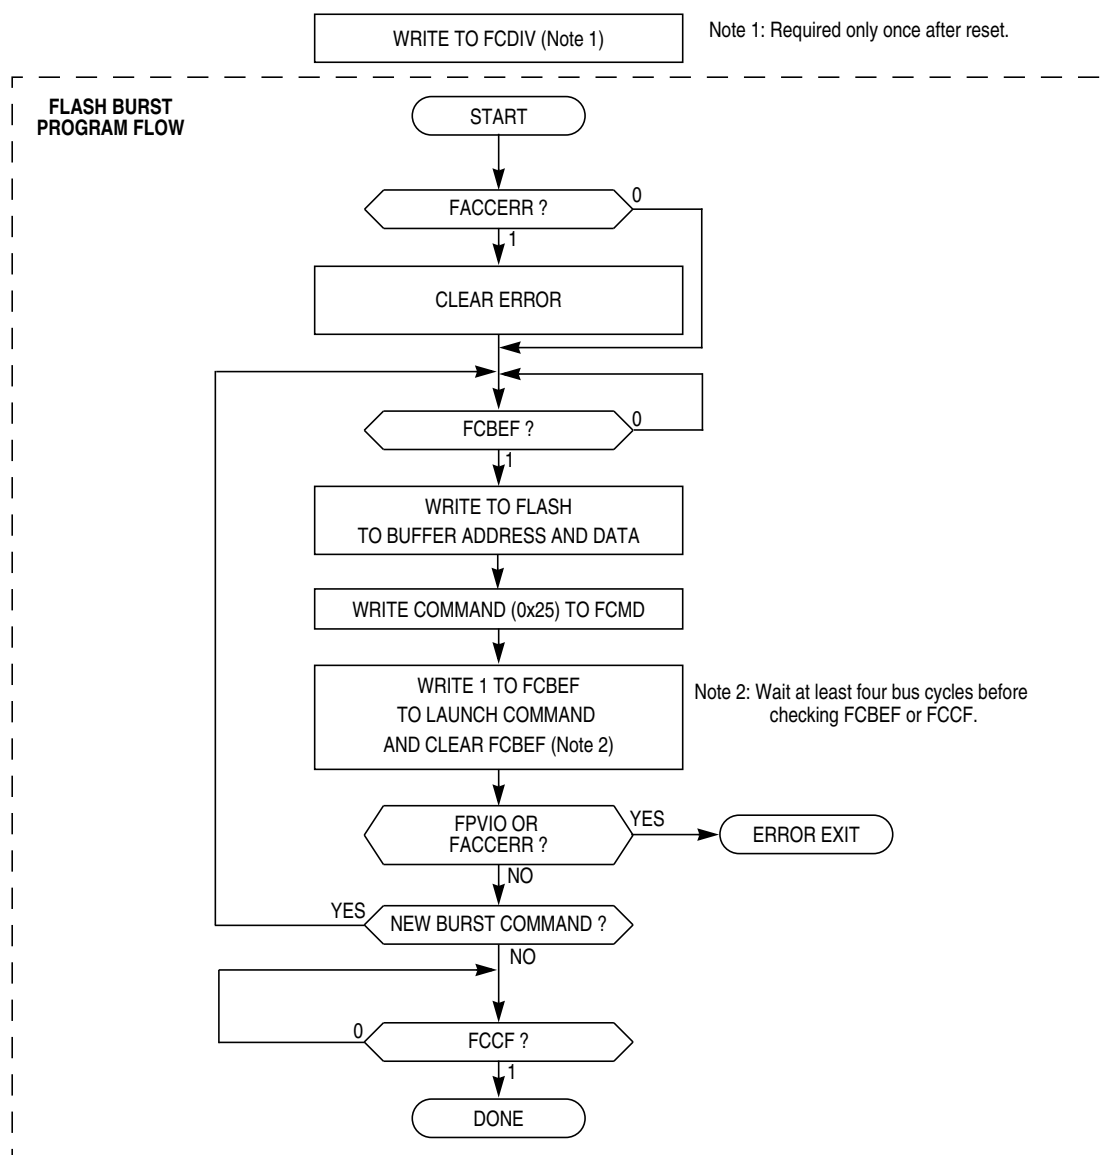 WRITE TO FCDIV (Note 1)
Note 1: Required only once after reset.
FLASH BURST
PROGRAM FLOW
START
FACCERR ?
0
1
CLEAR ERROR
FCBEF ?
0
1
WRITE TO FLASH
TO BUFFER ADDRESS AND DATA
WRITE COMMAND (0x25) TO FCMD
WRITE 1 TO FCBEF
TO LAUNCH COMMAND
AND CLEAR FCBEF (Note 2)
Note 2: Wait at least four bus cycles before
checking FCBEF or FCCF.
FPVIO OR
FACCERR ?
YES
ERROR EXIT
NO
YES
NEW BURST COMMAND ?
NO
0
FCCF ?
1
DONE